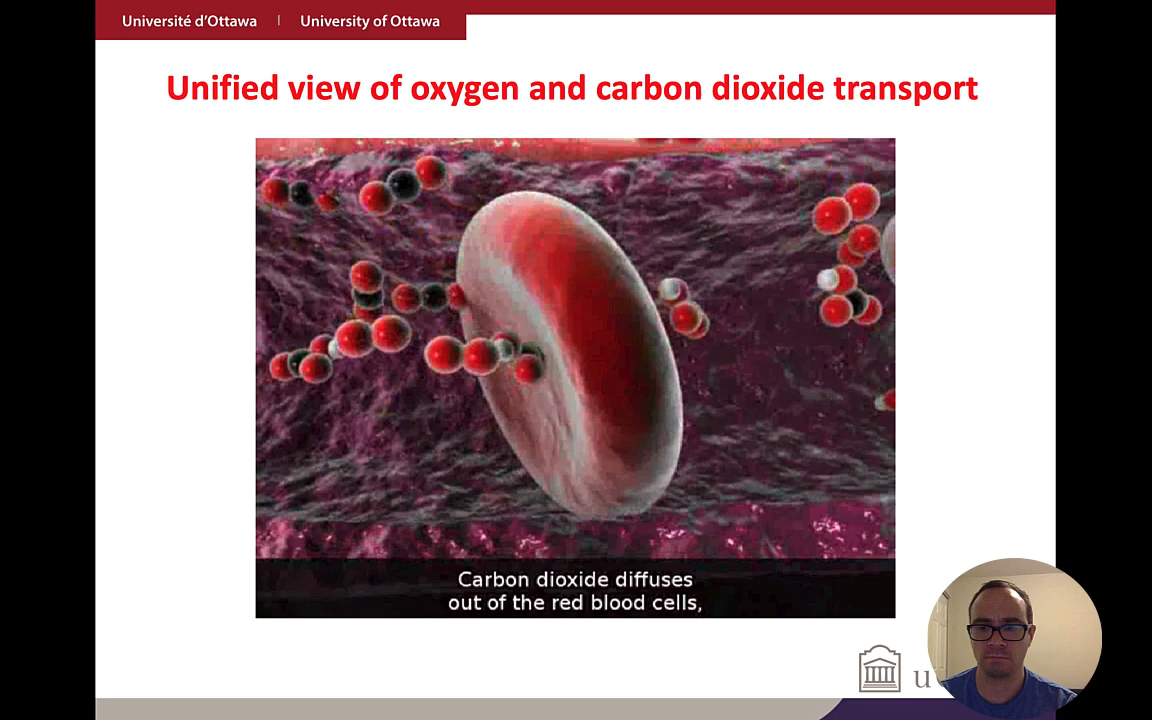 Université d'Ottawa | University of Ottawa
Unified view of oxygen and carbon dioxide transport
Carbon dioxide diffuses
out of the red blood cells,